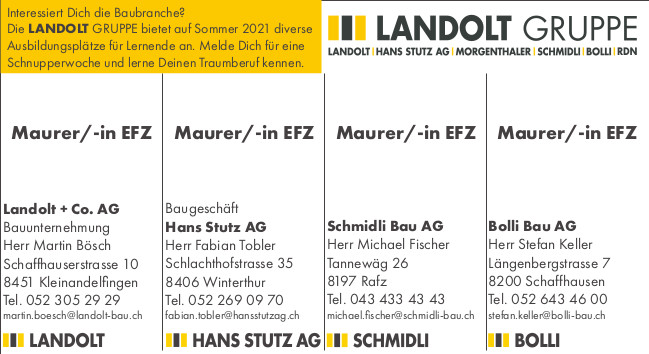 Interessiert Dich die Baubranche?
Die LANDOLT GRUPPE bietet auf Sommer 2021 diverse
Ausbildungsplätze für Lernende an. Melde Dich für eine
Schnupperwoche und lerne Deinen Traumberuf kennen.
LANDOLT GRUPPE
LANDOLT | HANS STUTZ AG | MORGENTHALER | SCHMIDLI | BOLLI | RDN
Maurer/-in EFZ
Landolt + Co. AG
Bauunternehmung
Herr Martin Bösch
Schaffhauserstrasse 10
8451 Kleinandelfingen
Tel. 052 305 29 29
martin.boesch@landolt-bau.ch
LANDOLT
Maurer/-in EFZ
Baugeschäft
Hans Stutz AG
Herr Fabian Tobler
Schlachthofstrasse 35
8406 Winterthur
Tel. 052 269 09 70
fabian.tobler@hansstutzag.ch
HANS STUTZ AG
Maurer/-in EFZ
Schmidli Bau AG
Herr Michael Fischer
Tannewäg 26
8197 Rafz
Tel. 043 433 43 43
michael.fischer@schmidli-bau.ch
SCHMIDLI
Maurer/-in EFZ
Bolli Bau AG
Herr Stefan Keller
Längenbergstrasse 7
8200 Schaffhausen
Tel. 052 643 46 00
stefan.keller@bolli-bau.ch
BOLLI